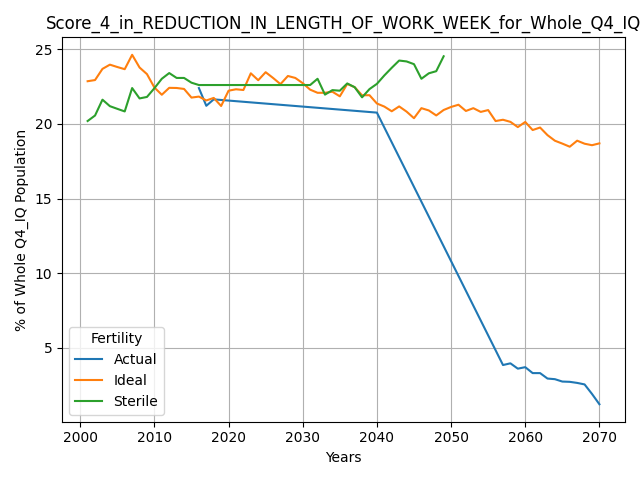 Score_4_in_REDUCTION_IN_LENGTH_OF_WORK_WEEK_for_Whole_Q4_IQ
% of Whole Q4_IQ Population
25
20
15
10
5
Fertility
Actual
Ideal
Sterile
2000 2010 2020 2030 2040 2050 2060 2070
Years